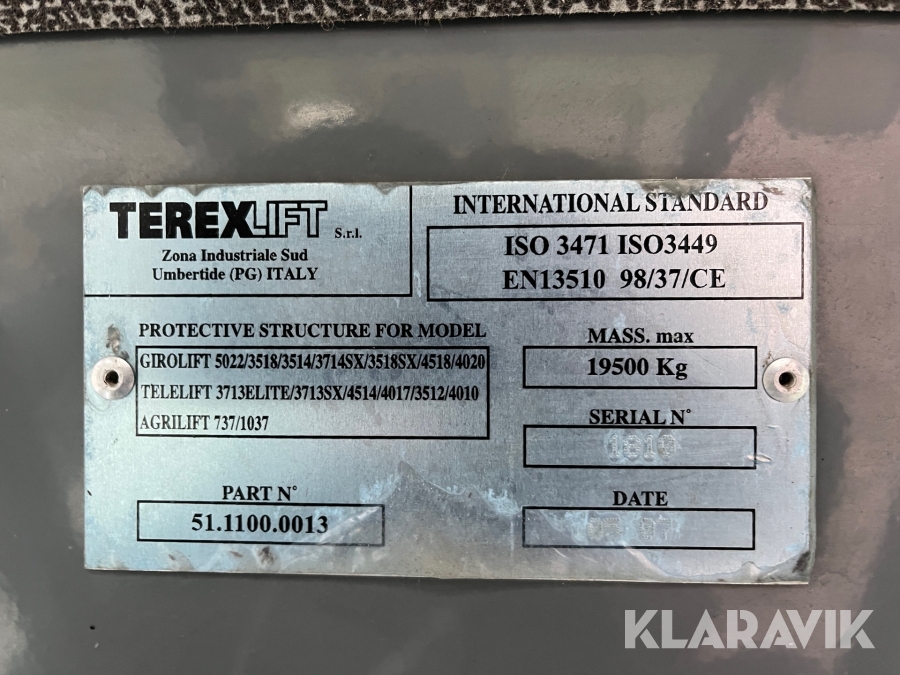 TEREXLIFT S.r.l.
Zona Industriale Sud
Umbertide (PG) ITALY
INTERNATIONAL STANDARD
ISO 3471 ISO3449
EN13510 98/37/CE
PROTECTIVE STRUCTURE FOR MODEL
GIROLIFT 5022/3518/3514/3714SX/3518SX/4518/4020
TELELIFT 3713ELITE/3713SX/4514/4017/3512/4010
AGRILIFT 737/1037
MASS. max
19500 Kg
SERIAL N°
PART N°
51.1100.0013
DATE
KLARAVIK